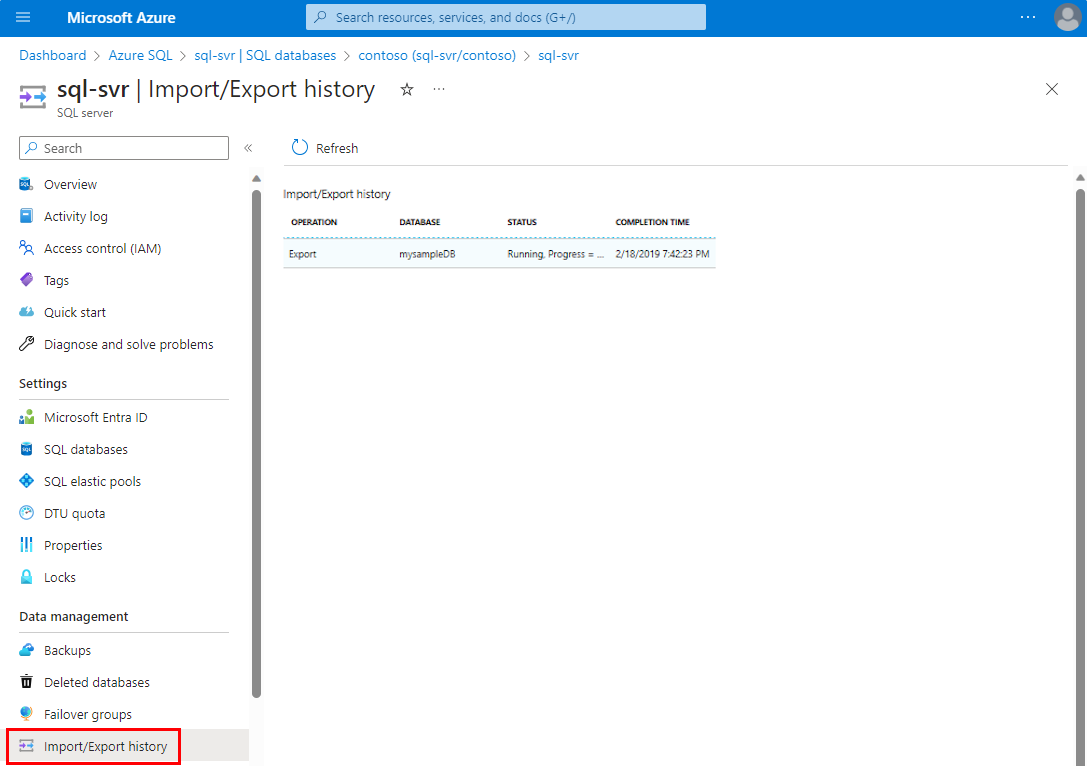 Microsoft Azure
Search resources, services, and docs (G+/)
Dashboard > Azure SQL > sql-svr | SQL databases > contoso (sql-svr/contoso) > sql-svr
sql-svr | Import/Export history
SQL server
Search
Refresh
Overview
Activity log
Access control (IAM)
Tags
Quick start
Diagnose and solve problems
Settings
Microsoft Entra ID
SQL databases
SQL elastic pools
DTU quota
Properties
Locks
Data management
Backups
Deleted databases
Failover groups
Import/Export history
Import/Export history
OPERATION DATABASE STATUS COMPLETION TIME
Export mysampleDB Running, Progress = ... 2/18/2019 7:42:23 PM